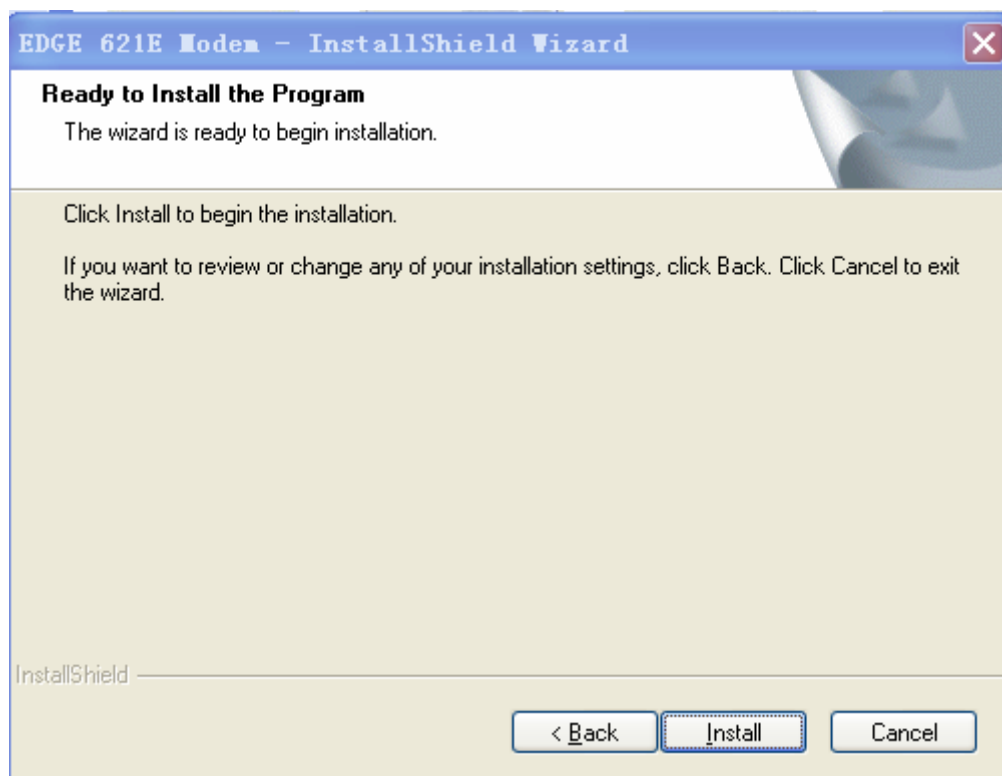 EDGE 621E Modem - InstallShield Wizard
Ready to Install the Program
The wizard is ready to begin installation.
Click Install to begin the installation.
If you want to review or change any of your installation settings, click Back. Click Cancel to exit
the wizard.
InstallShield
< Back Install Cancel